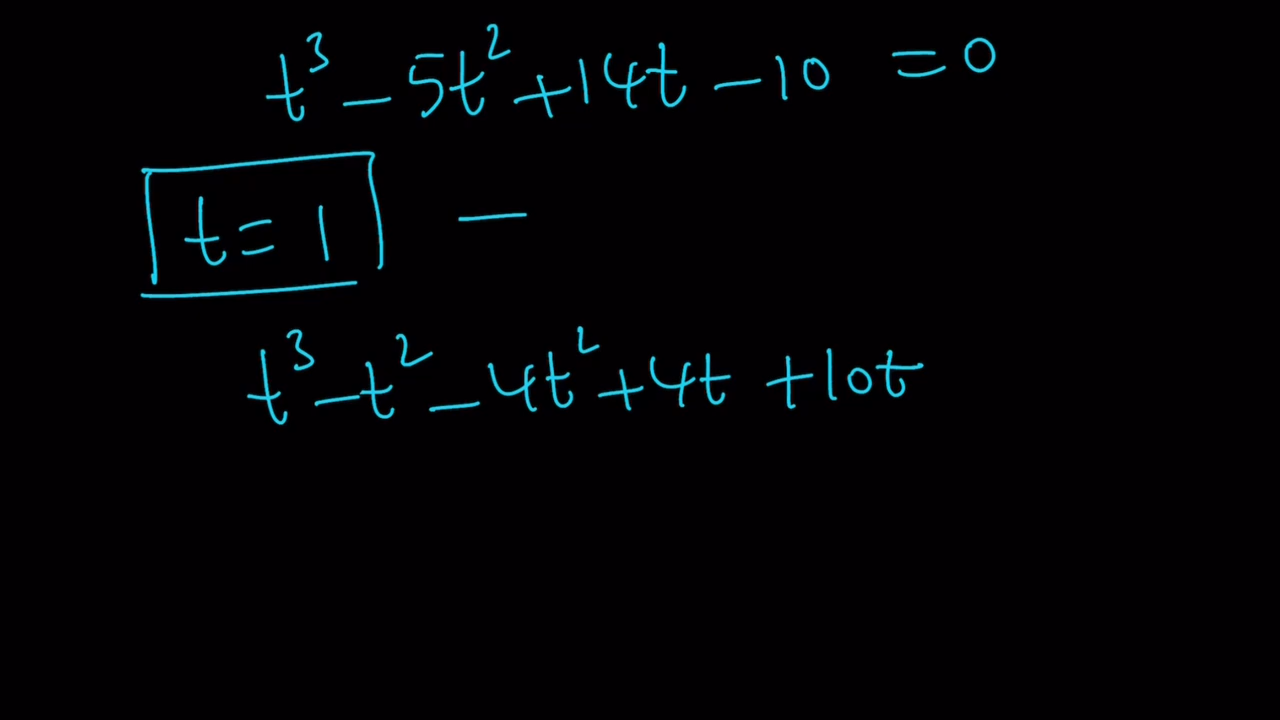 t³ - 5t² + 14t - 10 = 0
t = 1 —
t³ - t² - 4t² + 4t + 10t